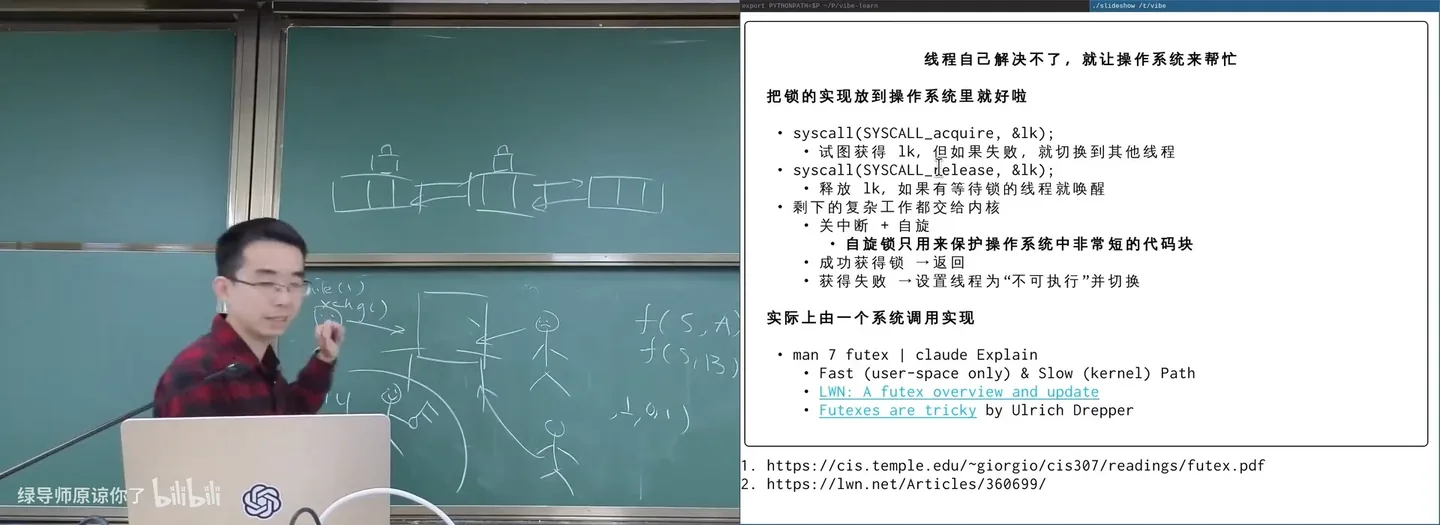 export PYTHONPATH=$P ~/P/vibe-learn
./slideshow /t/vibe
线程自己解决不了，就让操作系统来帮忙
把锁的实现放到操作系统里就好啦
• syscall(SYSCALL_acquire, &lk);
• 试图获得 lk，但如果失败，就切换到其他线程
• syscall(SYSCALL_release, &lk);
• 释放 lk，如果有等待锁的线程就唤醒
• 剩下的复杂工作都交给内核
• 关中断 + 自旋
• 自旋锁只用来保护操作系统中非常短的代码块
• 成功获得锁 →返回
• 获得失败 →设置线程为“不可执行”并切换
实际上由一个系统调用实现
• man 7 futex | claude Explain
• Fast (user-space only) & Slow (kernel) Path
• LWN: A futex overview and update
• Futexes are tricky by Ulrich Drepper
1. https://cis.temple.edu/~giorgio/cis307/readings/futex.pdf
2. https://lwn.net/Articles/360699/
xchg()
f(S, A)
f(S, B)
绿导师原谅你了 bilibili